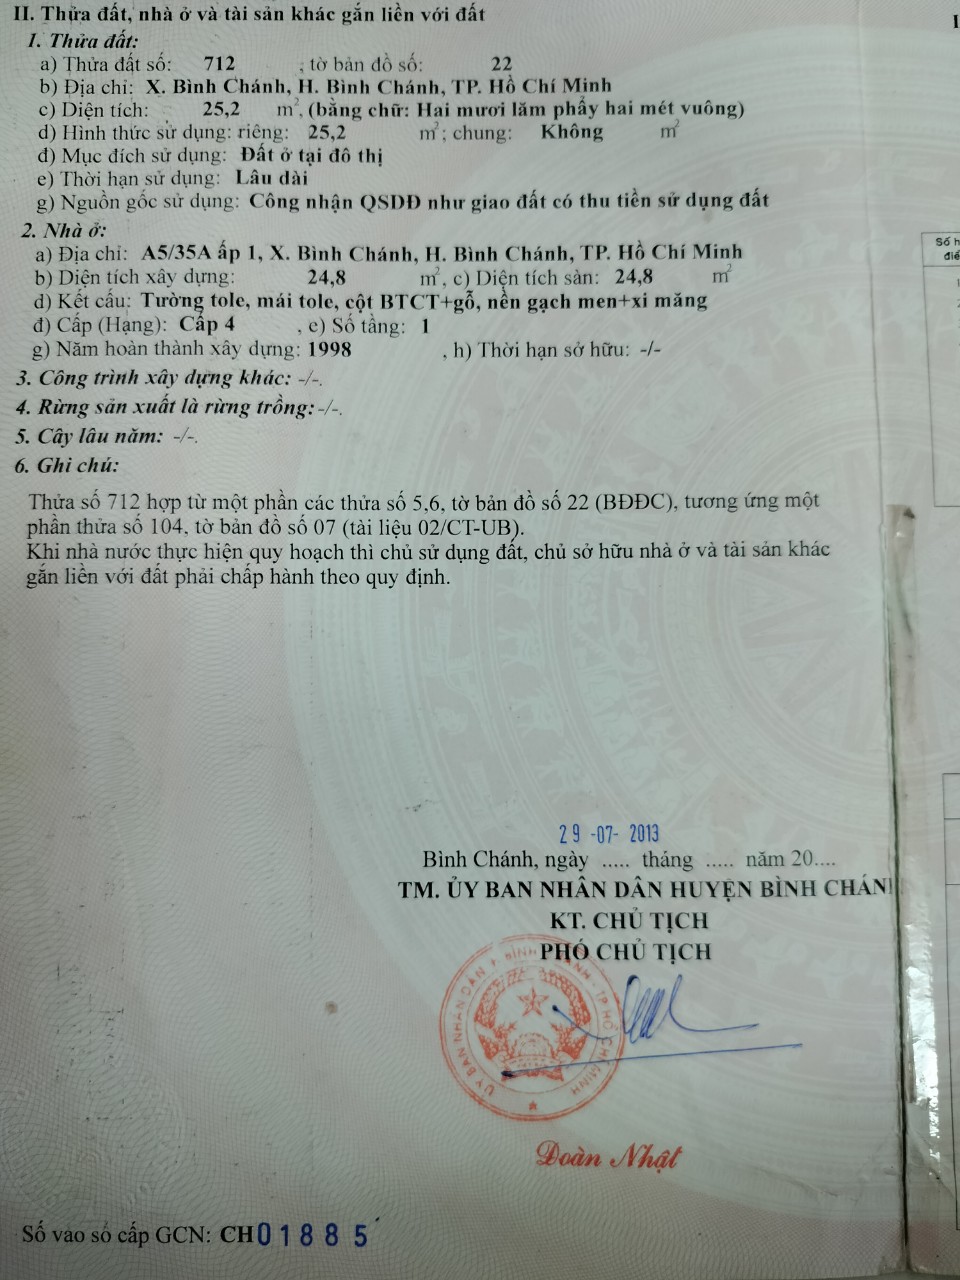 II. Thửa đất, nhà ở và tài sản khác gắn liền với đất
1. Thửa đất:
a) Thửa đất số: 712 ; tờ bản đồ số: 22
b) Địa chỉ: X. Bình Chánh, H. Bình Chánh, TP. Hồ Chí Minh
c) Diện tích: 25,2 m², (bằng chữ: Hai mươi lăm phẩy hai mét vuông)
d) Hình thức sử dụng: riêng: 25,2 m²; chung: Không m²
đ) Mục đích sử dụng: Đất ở tại đô thị
e) Thời hạn sử dụng: Lâu dài
g) Nguồn gốc sử dụng: Công nhận QSDĐ như giao đất có thu tiền sử dụng đất
2. Nhà ở:
a) Địa chỉ: A5/35A ấp 1, X. Bình Chánh, H. Bình Chánh, TP. Hồ Chí Minh
b) Diện tích xây dựng: 24,8 m², c) Diện tích sàn: 24,8 m²
d) Kết cấu: Tường tole, mái tole, cột BTCT+gỗ, nền gạch men+xi măng
đ) Cấp (Hạng): Cấp 4 , e) Số tầng: 1
g) Năm hoàn thành xây dựng: 1998 , h) Thời hạn sở hữu: -/-
3. Công trình xây dựng khác: -/-.
4. Rừng sản xuất là rừng trồng: -/-.
5. Cây lâu năm: -/-.
6. Ghi chú:
Thửa số 712 hợp từ một phần các thửa số 5,6, tờ bản đồ số 22 (BĐĐC), tương ứng một
phần thửa số 104, tờ bản đồ số 07 (tài liệu 02/CT-UB).
Khi nhà nước thực hiện quy hoạch thì chủ sử dụng đất, chủ sở hữu nhà ở và tài sản khác
gắn liền với đất phải chấp hành theo quy định.
29 -07- 2013
Bình Chánh, ngày ..... tháng ..... năm 20....
TM. ỦY BAN NHÂN DÂN HUYỆN BÌNH CHÁN
KT. CHỦ TỊCH
PHÓ CHỦ TỊCH
ỦY BAN NHÂN DÂN H BÌNH CHÁNH - TP HỒ CHÍ MINH
Đoàn Nhật
Số vào sổ cấp GCN: CH01885
Số h
điể